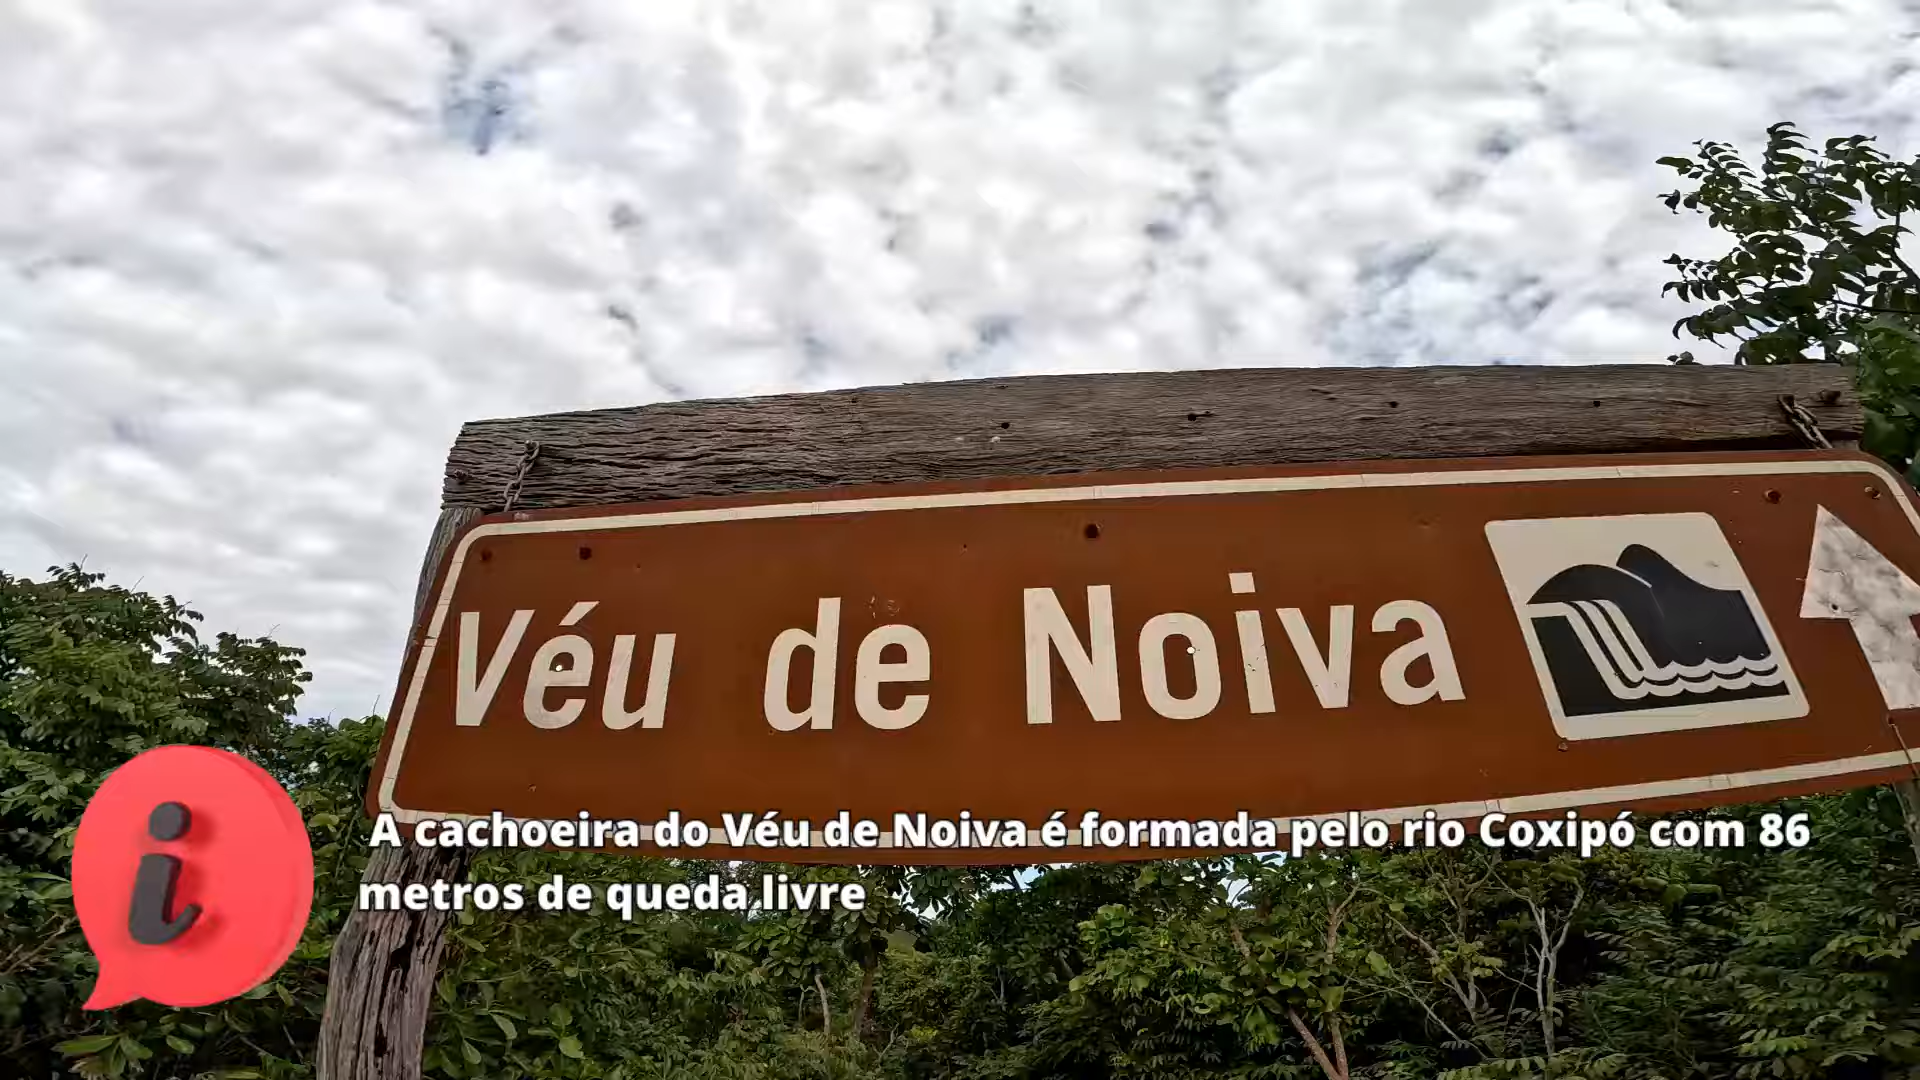 Véu de Noiva
A cachoeira do Véu de Noiva é formada pelo rio Coxipó com 86
metros de queda livre